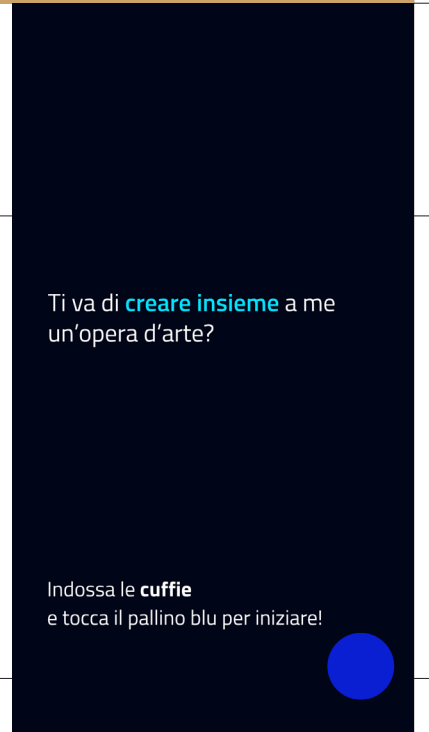 Ti va di creare insieme a me
un’opera d’arte?
Indossa le cuffie
e tocca il pallino blu per iniziare!